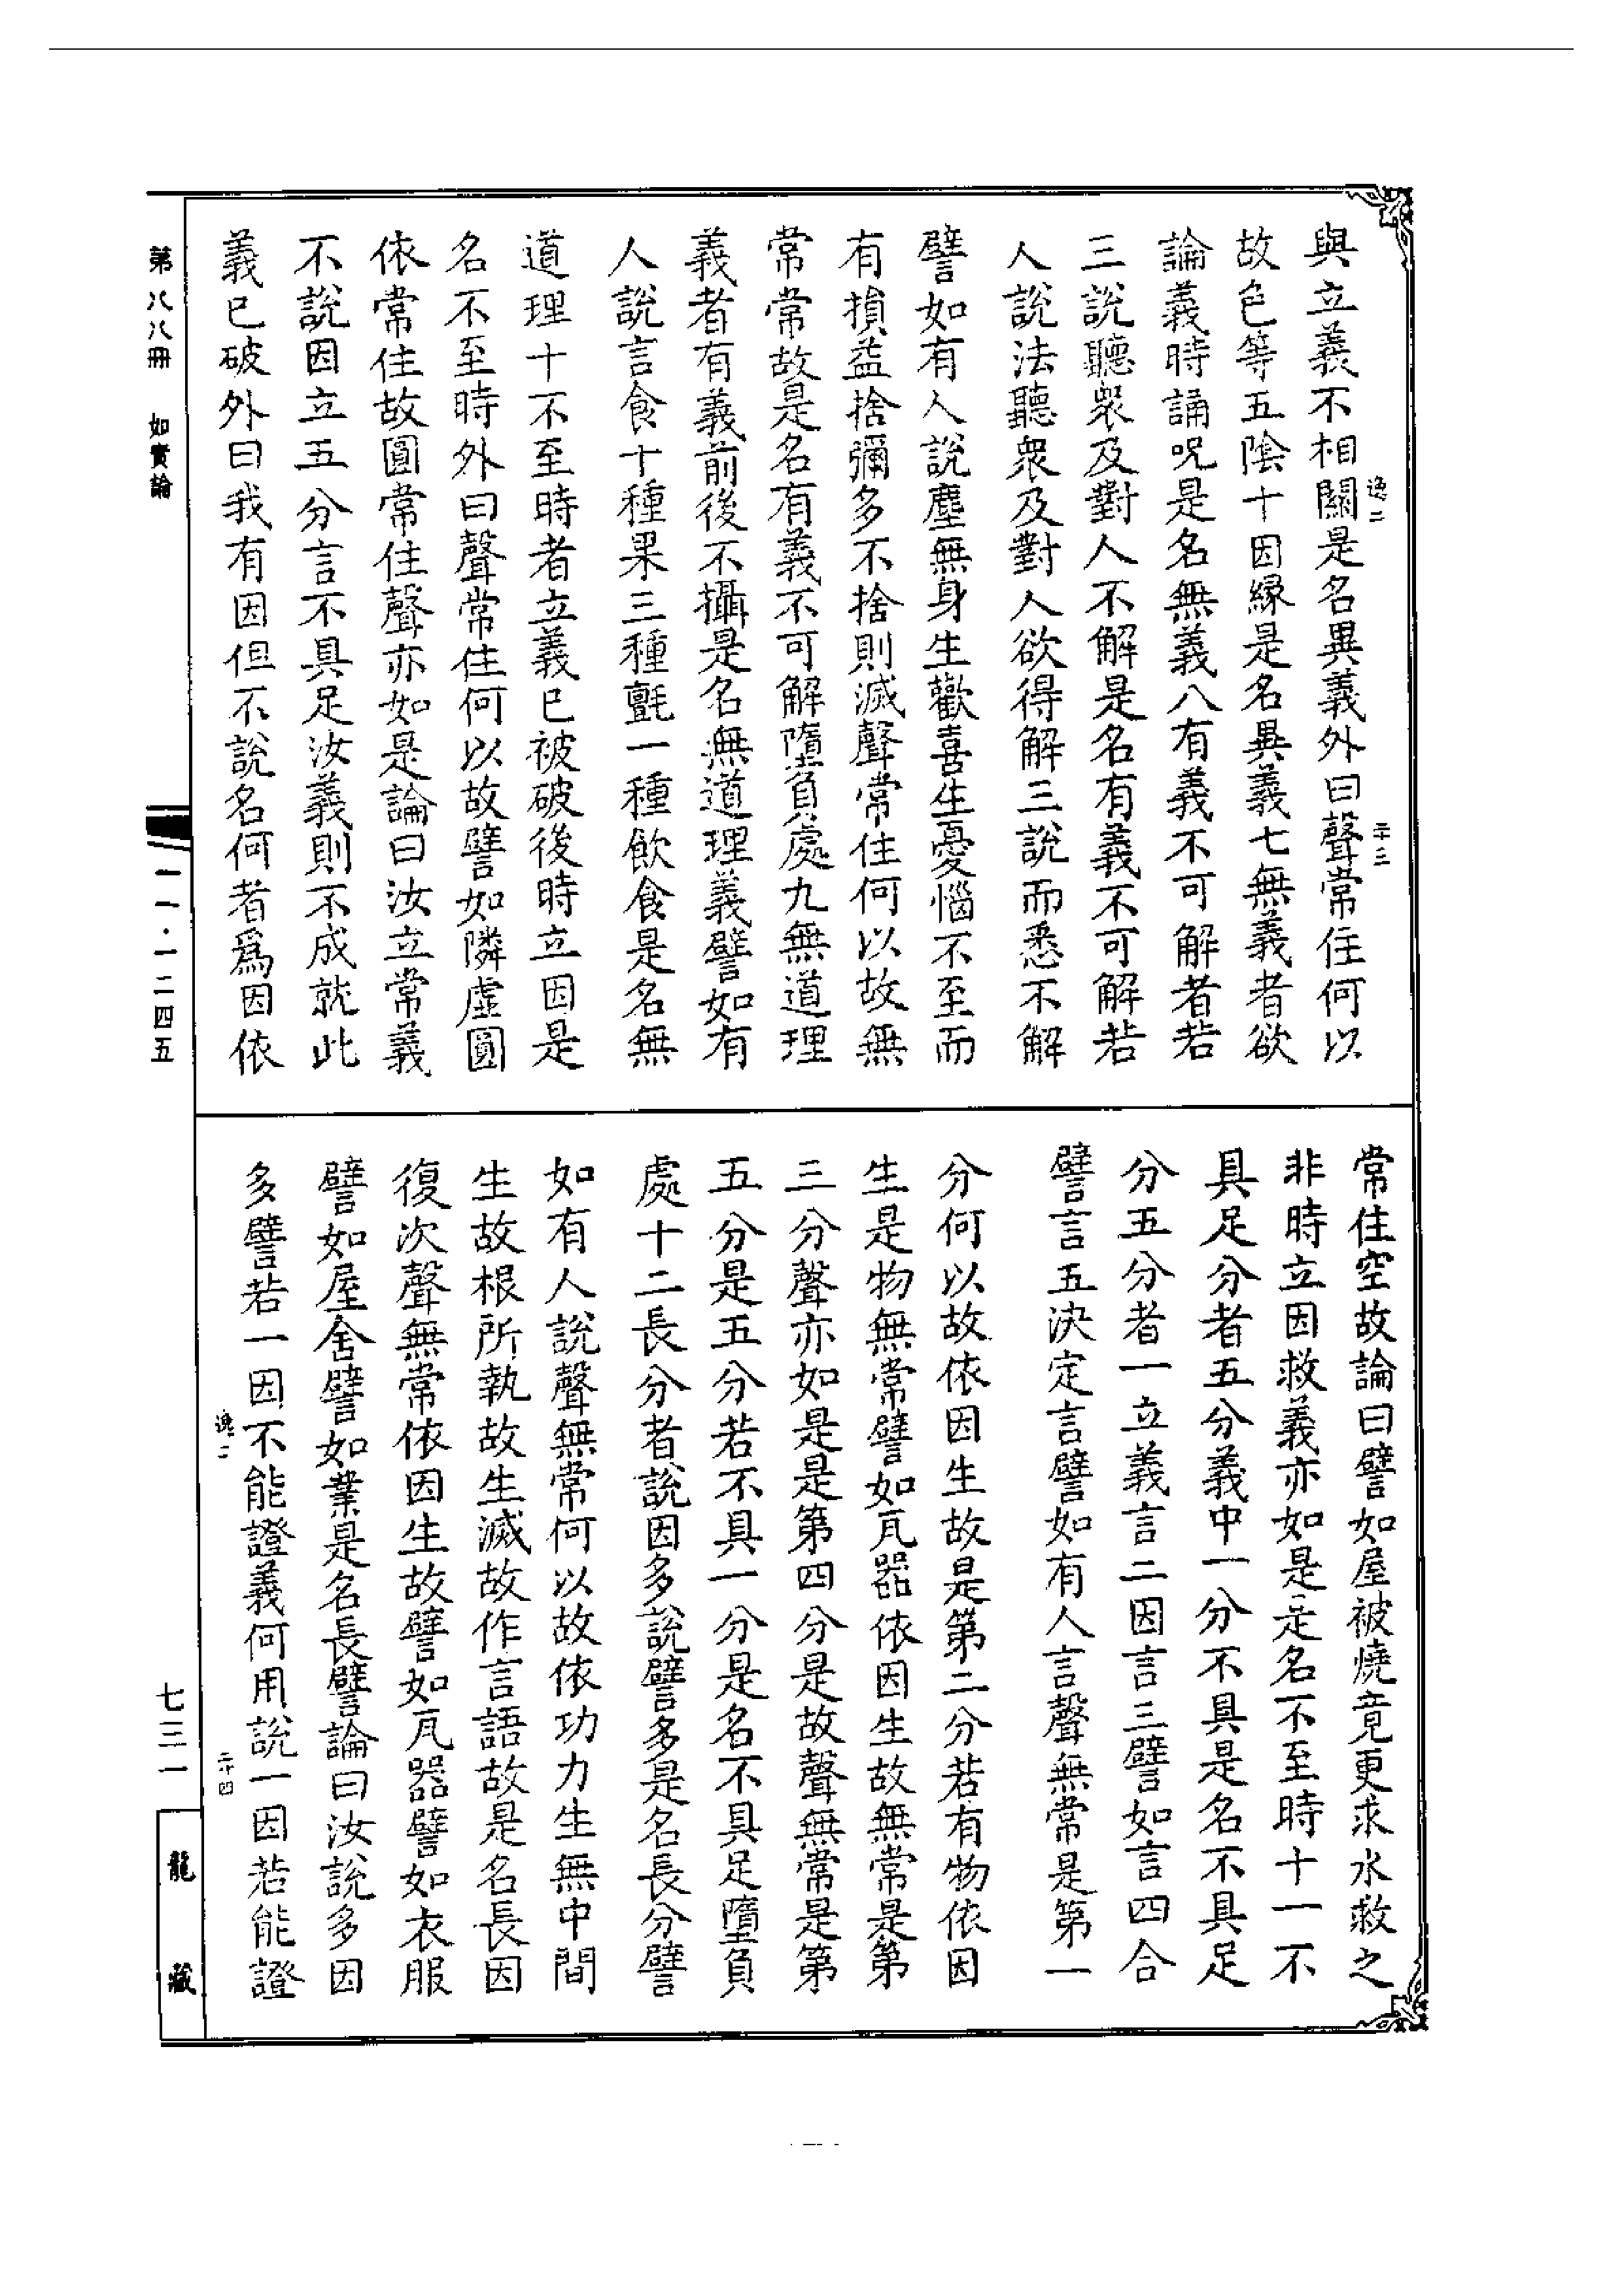 與立義不相關是名異義外曰聲常住何以
故色等五陰十因緣是名異義七無義者欲
論義時誦呪是名無義八有義不可解者若
三說聽衆及對人不解是名有義不可解若
人說法聽衆及對人欲得解三說而悉不解
譬如有人說塵無身生歡喜生憂惱不至而
有損益捨彌多不捨則滅聲常住何以故無
常常故是名有義不可解墮負處九無道理
義者有義前後不攝是名無道理義譬如有
人說言食十種果三種氈一種飲食是名無
道理十不至時者立義已被破後時立因是
名不至時外曰聲常住何以故譬如隣虛圓
依常住故圓常住聲亦如是論曰汝立常義
不說因立五分言不具足汝義則不成就此
義已破外曰我有因但不說名何者爲因依
逸二
二十三
常住空故論曰譬如屋被燒竟更求水救之
非時立因救義亦如是是名不至時十一不
具足分者五分義中一分不具是名不具足
分五分者一立義言二因言三譬如言四合
譬言五決定言譬如有人言聲無常是第一
分何以故依因生故是第二分若有物依因
生是物無常譬如瓦器依因生故無常是第
三分聲亦如是是第四分是故聲無常是第
五分是五分若不具一分是名不具足墮負
處十二長分者說因多說譬多是名長分譬
如有人說聲無常何以故依功力生無中間
生故根所執故生滅故作言語故是名長因
復次聲無常依因生故譬如瓦器譬如衣服
譬如屋舍譬如業是名長譬論曰汝說多因
多譬若一因不能證義何用說一因若能證
逸二
二十四
第八八冊 如實論
一一·一二四五
七三一
龍藏